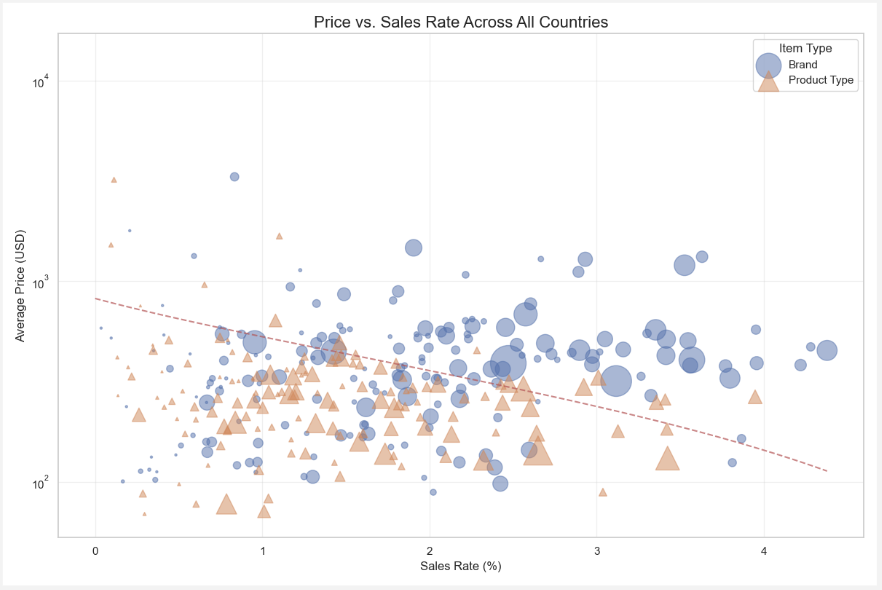 Price vs. Sales Rate Across All Countries
Item Type
Brand
Product Type
Average Price (USD)
10⁴
10³
10²
0 1 2 3 4
Sales Rate (%)